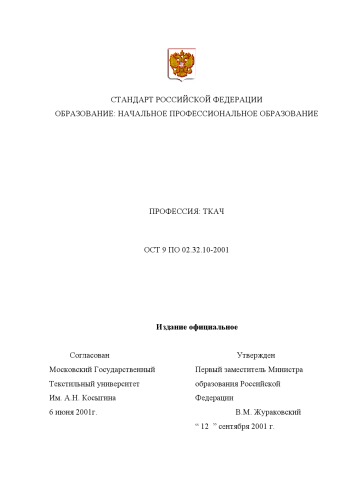 СТАНДАРТ РОССИЙСКОЙ ФЕДЕРАЦИИ
ОБРАЗОВАНИЕ: НАЧАЛЬНОЕ ПРОФЕССИОНАЛЬНОЕ ОБРАЗОВАНИЕ
ПРОФЕССИЯ: ТКАЧ
ОСТ 9 ПО 02.32.10-2001
Издание официальное
Согласован
Московский Государственный
Текстильный университет
Им. А.Н. Косыгина
6 июня 2001г.
Утвержден
Первый заместитель Министра
образования Российской
Федерации
В.М. Жураковский
“ 12 ” сентября 2001 г.